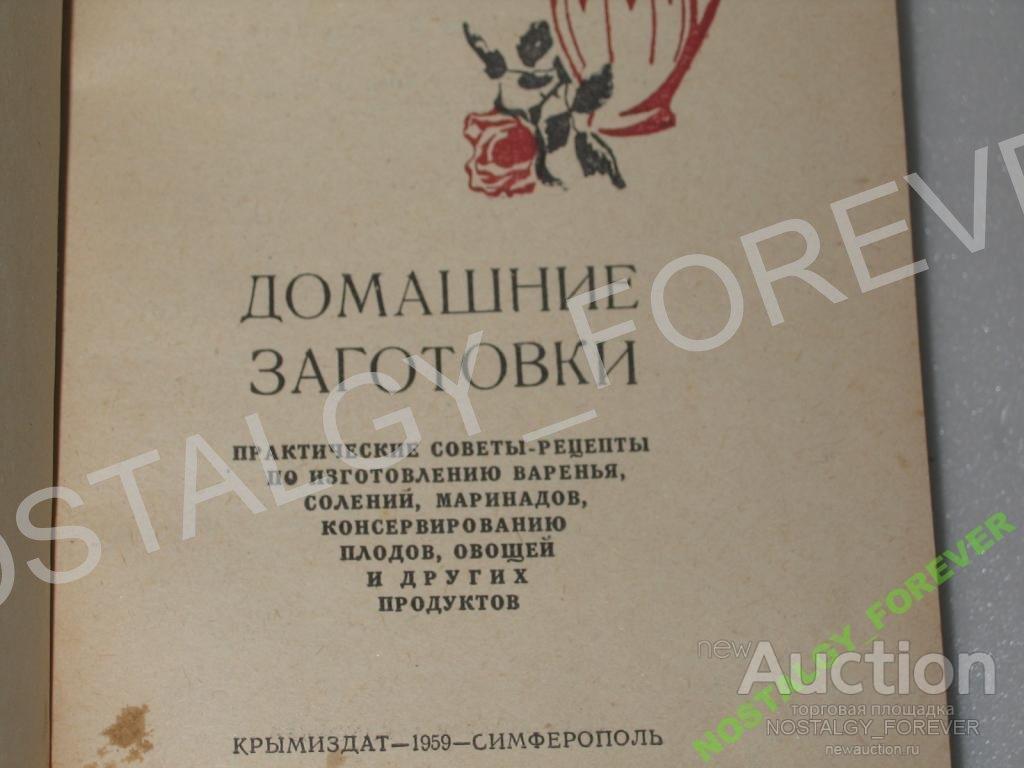 ДОМАШНИЕ
ЗАГОТОВКИ
ПРАКТИЧЕСКИЕ СОВЕТЫ-РЕЦЕПТЫ
ПО ИЗГОТОВЛЕНИЮ ВАРЕНЬЯ,
СОЛЕНИЙ, МАРИНАДОВ,
КОНСЕРВИРОВАНИЮ
ПЛОДОВ, ОВОЩЕЙ
И ДРУГИХ
ПРОДУКТОВ
КРЫМИЗДАТ—1959—СИМФЕРОПОЛЬ
OSTALGY_FOREVE
NOSTALGY_FOREVER
newAuction
торговая площадка
NOSTALGY_FOREVER
newauction.ru